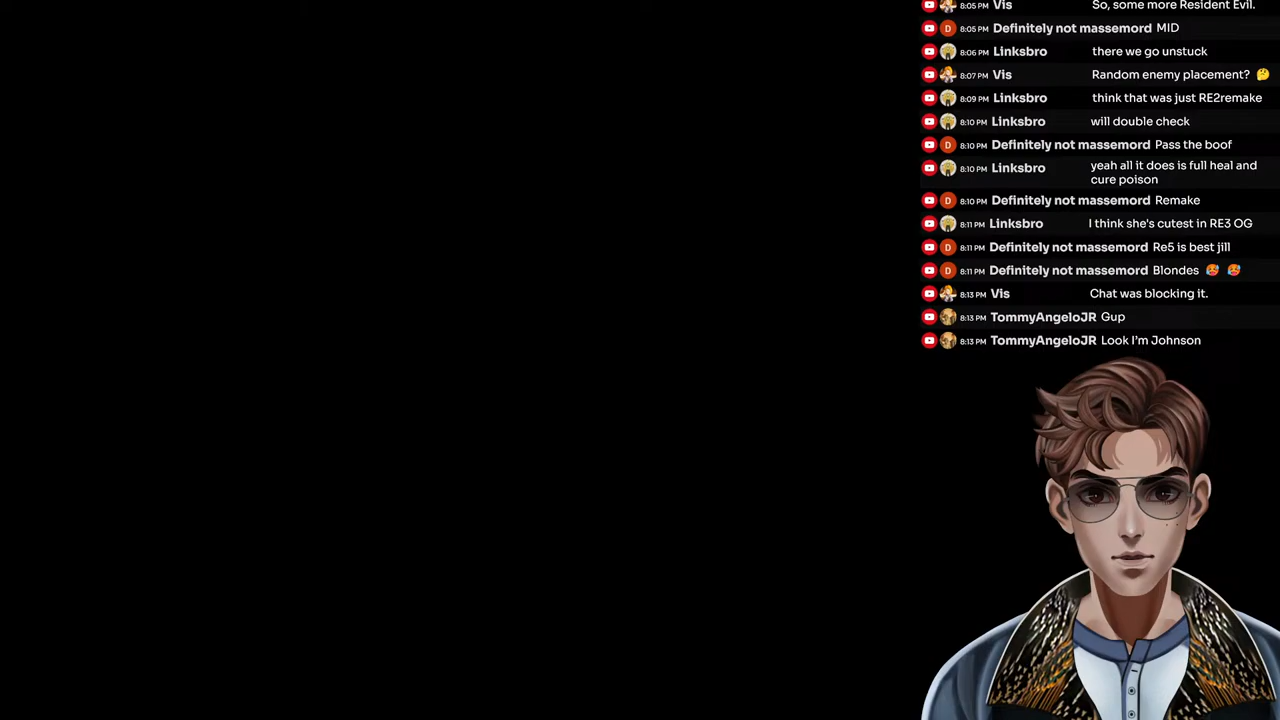 8:05 PM Vis So, some more Resident Evil.
D 8:05 PM Definitely not massemord MID
8:06 PM Linksbro there we go unstuck
8:07 PM Vis Random enemy placement? 🤔
8:09 PM Linksbro think that was just RE2remake
8:10 PM Linksbro will double check
D 8:10 PM Definitely not massemord Pass the boof
8:10 PM Linksbro yeah all it does is full heal and
cure poison
D 8:10 PM Definitely not massemord Remake
8:11 PM Linksbro I think she's cutest in RE3 OG
D 8:11 PM Definitely not massemord Re5 is best jill
D 8:11 PM Definitely not massemord Blondes 🥵 🥵
8:13 PM Vis Chat was blocking it.
8:13 PM TommyAngeloJR Gup
8:13 PM TommyAngeloJR Look I’m Johnson